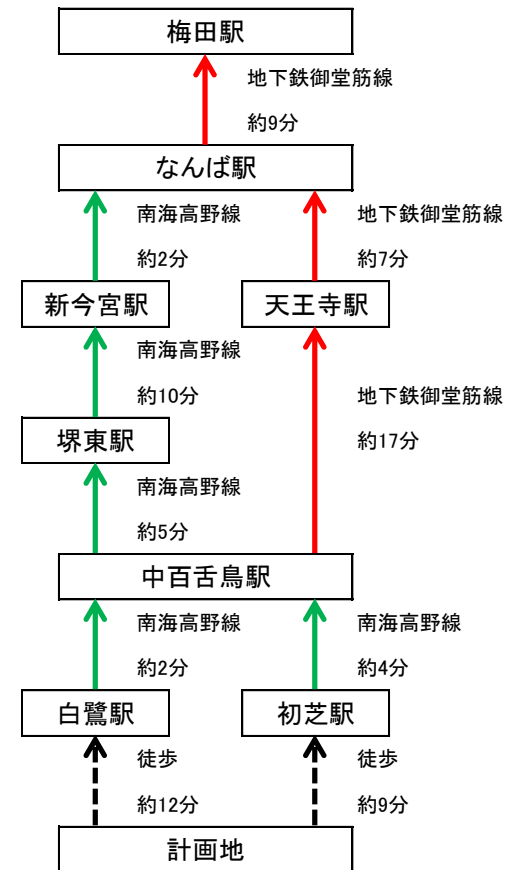 梅田駅
地下鉄御堂筋線
約9分
なんば駅
南海高野線
約2分
地下鉄御堂筋線
約7分
新今宮駅
天王寺駅
南海高野線
約10分
地下鉄御堂筋線
約17分
堺東駅
南海高野線
約5分
中百舌鳥駅
南海高野線
約2分
南海高野線
約4分
白鷺駅
初芝駅
徒歩
約12分
徒歩
約9分
計画地